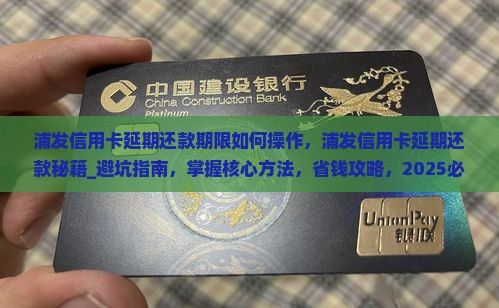 中国建设银行
China Construction Bank
Platinum
浦发信用卡延期还款期限如何操作，浦发信用卡延期还
款秘籍_避坑指南，掌握核心方法，省钱攻略，2025必
UnionPay
银联